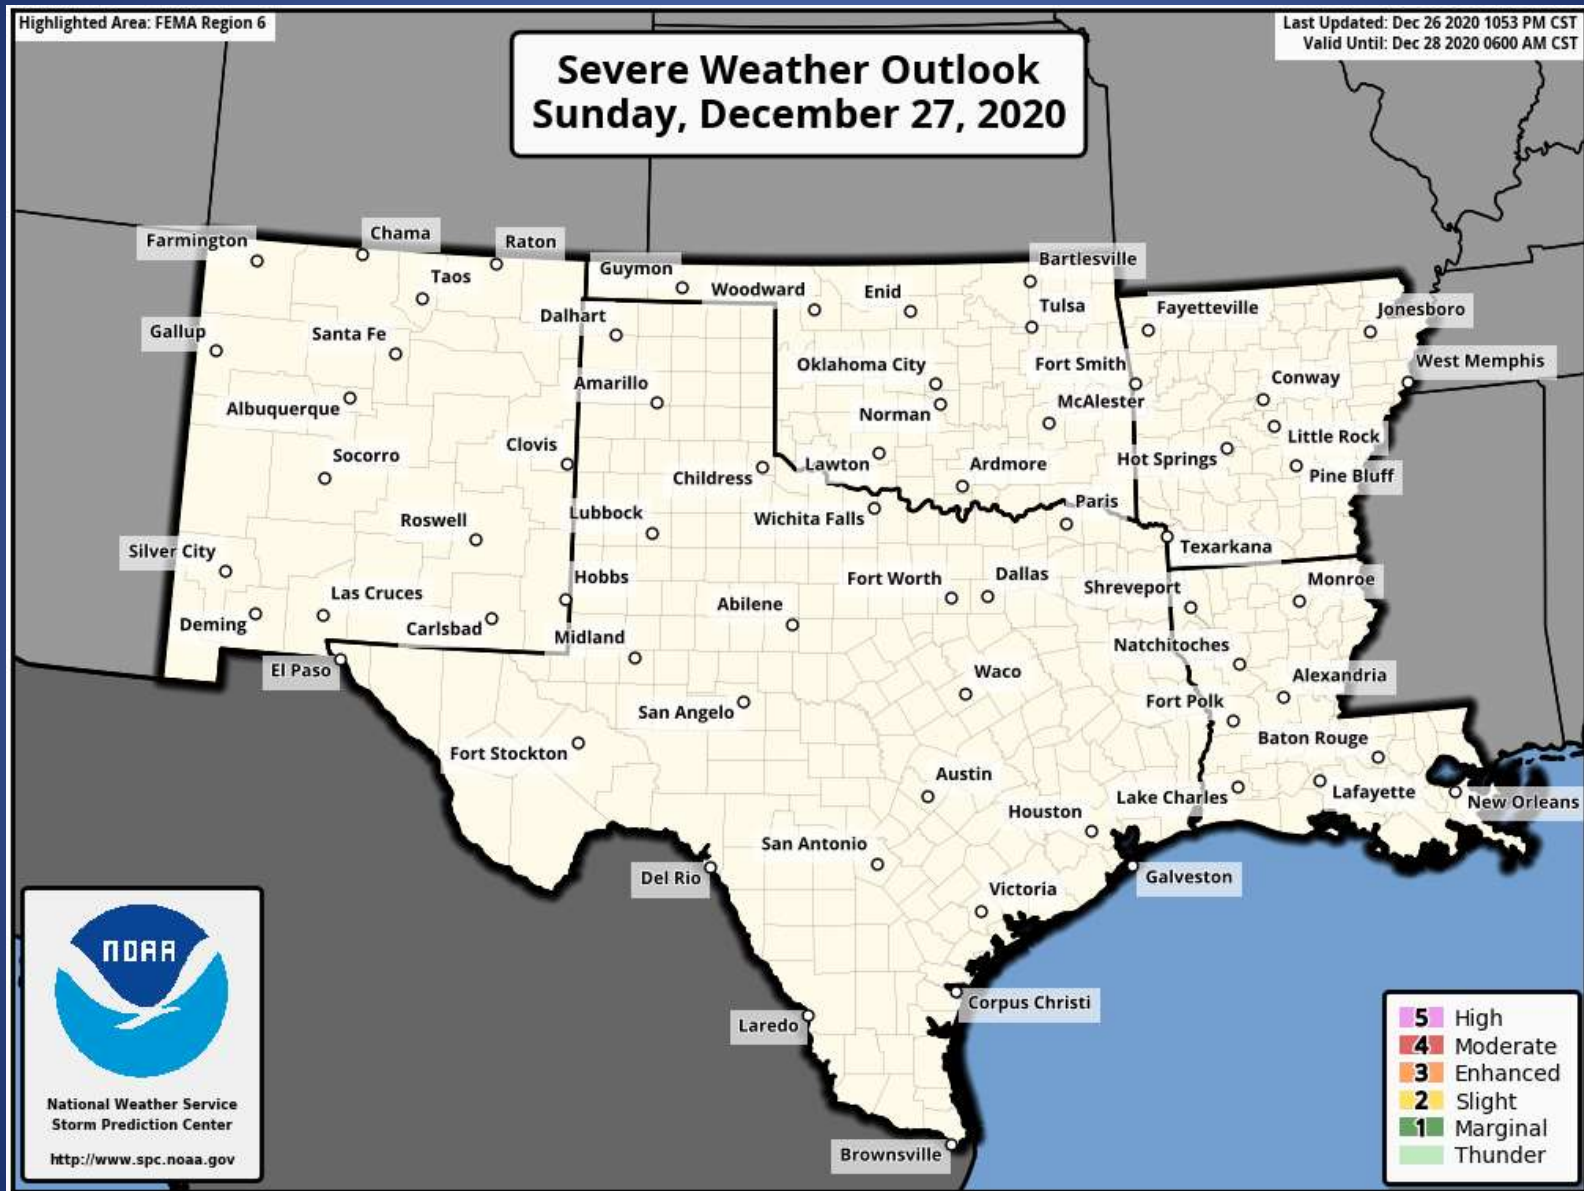 Highlighted Area: FEMA Region 6
Last Updated: Dec 26 2020 1053 PM CST
Valid Until: Dec 28 2020 0600 AM CST
Severe Weather Outlook
Sunday, December 27, 2020
Farmington
Chama
Raton
Taos
Guymon
Woodward
Enid
Bartlesville
Tulsa
Fayetteville
Jonesboro
Gallup
Santa Fe
Dalhart
Oklahoma City
Fort Smith
West Memphis
Albuquerque
Amarillo
Norman
McAlester
Conway
Little Rock
Socorro
Clovis
Childress
Lawton
Ardmore
Hot Springs
Pine Bluff
Roswell
Lubbock
Wichita Falls
Paris
Texarkana
Silver City
Las Cruces
Hobbs
Abilene
Fort Worth
Dallas
Shreveport
Monroe
Deming
Carlsbad
Midland
Natchitoches
El Paso
San Angelo
Waco
Alexandria
Fort Polk
Fort Stockton
Baton Rouge
Austin
Houston
Lake Charles
Lafayette
New Orleans
San Antonio
Del Rio
Victoria
Galveston
Corpus Christi
Laredo
Brownsville
NOAA
National Weather Service
Storm Prediction Center
http://www.spc.noaa.gov
5 High
4 Moderate
3 Enhanced
2 Slight
1 Marginal
Thunder